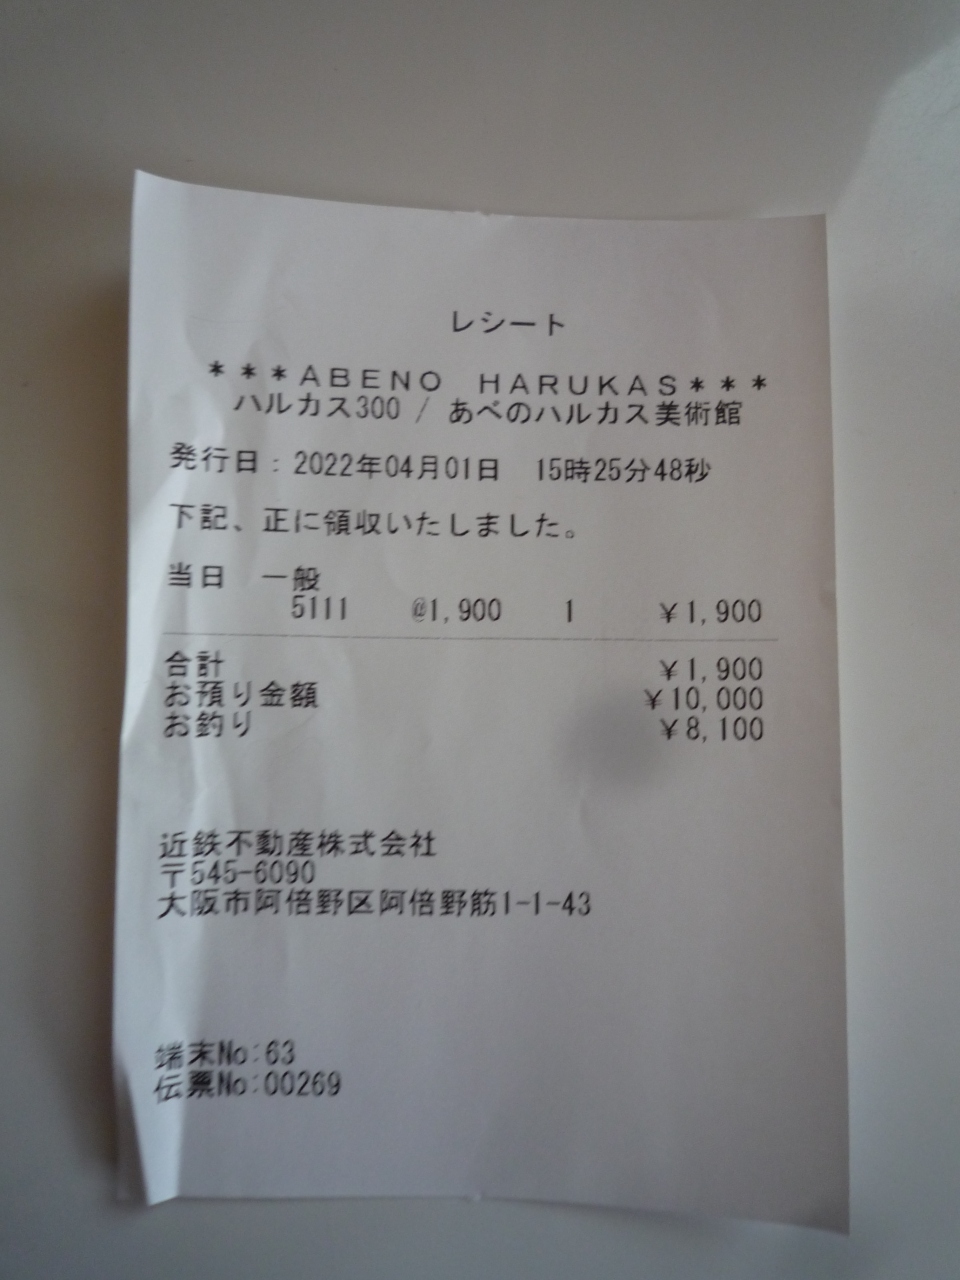 レシート
***ABENO HARUKAS***
ハルカス300 / あべのハルカス美術館
発行日：2022年04月01日 15時25分48秒
下記、正に領収いたしました。
当日 一般
5111 @1,900 1 ¥1,900
合計 ¥1,900
お預り金額 ¥10,000
お釣り ¥8,100
近鉄不動産株式会社
〒545-6090
大阪市阿倍野区阿倍野筋1-1-43
端末No:63
伝票No:00269